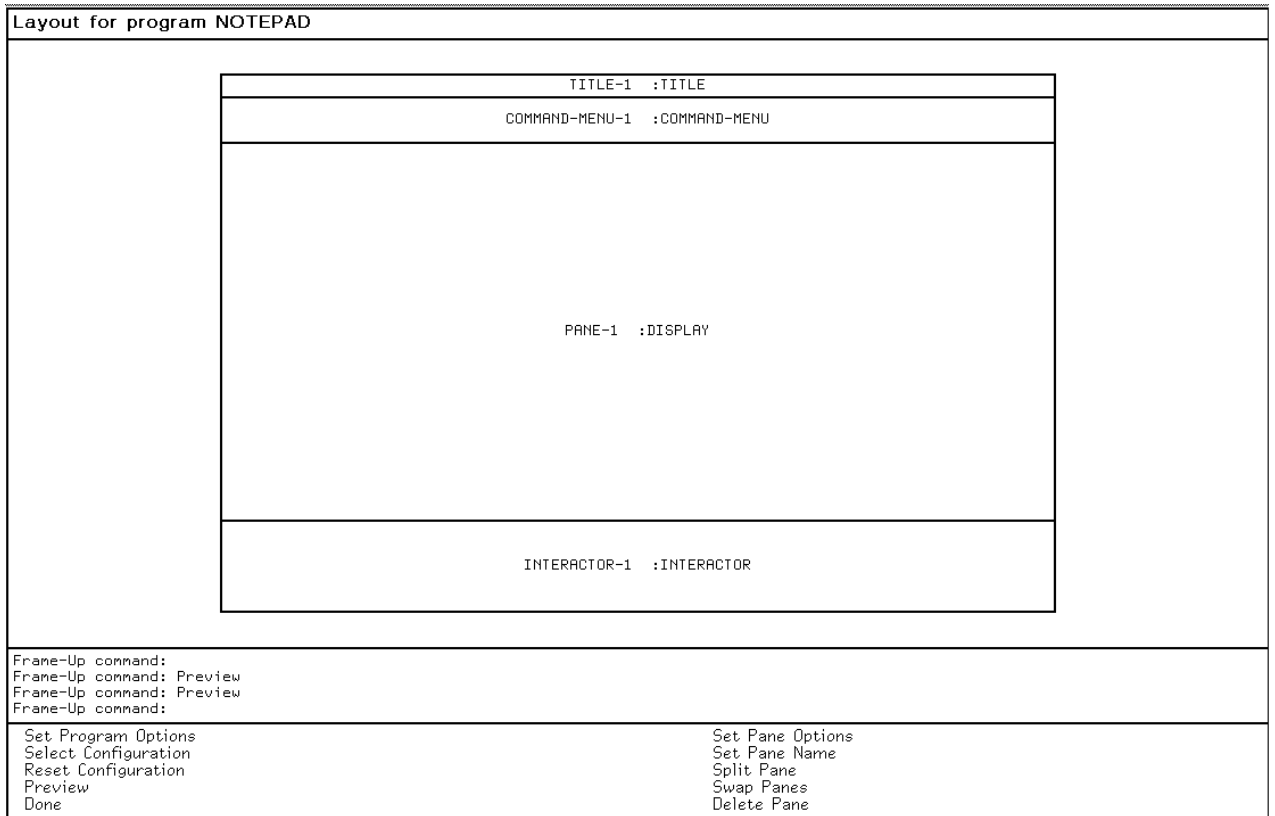 Layout for program NOTEPAD
TITLE-1 :TITLE
COMMAND-MENU-1 :COMMAND-MENU
PANE-1 :DISPLAY
INTERACTOR-1 :INTERACTOR
Frame-Up command:
Frame-Up command: Preview
Frame-Up command: Preview
Frame-Up command:
Set Program Options
Select Configuration
Reset Configuration
Preview
Done
Set Pane Options
Set Pane Name
Split Pane
Swap Panes
Delete Pane